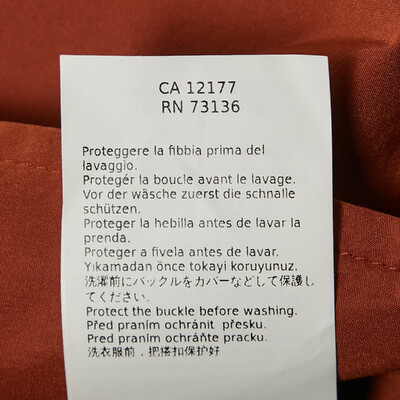 CA 12177
RN 73136
Proteggere la fibbia prima del
lavaggio.
Protegér la boucle avant le lavage.
Vor der wäsche zuerst die schnalle
schützen.
Proteger la hebilla antes de lavar la
prenda.
Proteger a fivela antes de lavar.
Yıkamadan önce tokayi koruyunuz.
洗濯前にバックルをカバーなどして保護し
てください.
Protect the buckle before washing.
Před praním ochránit přesku.
Pred praním ochráňte pracku.
洗衣服前，把搭扣保护好